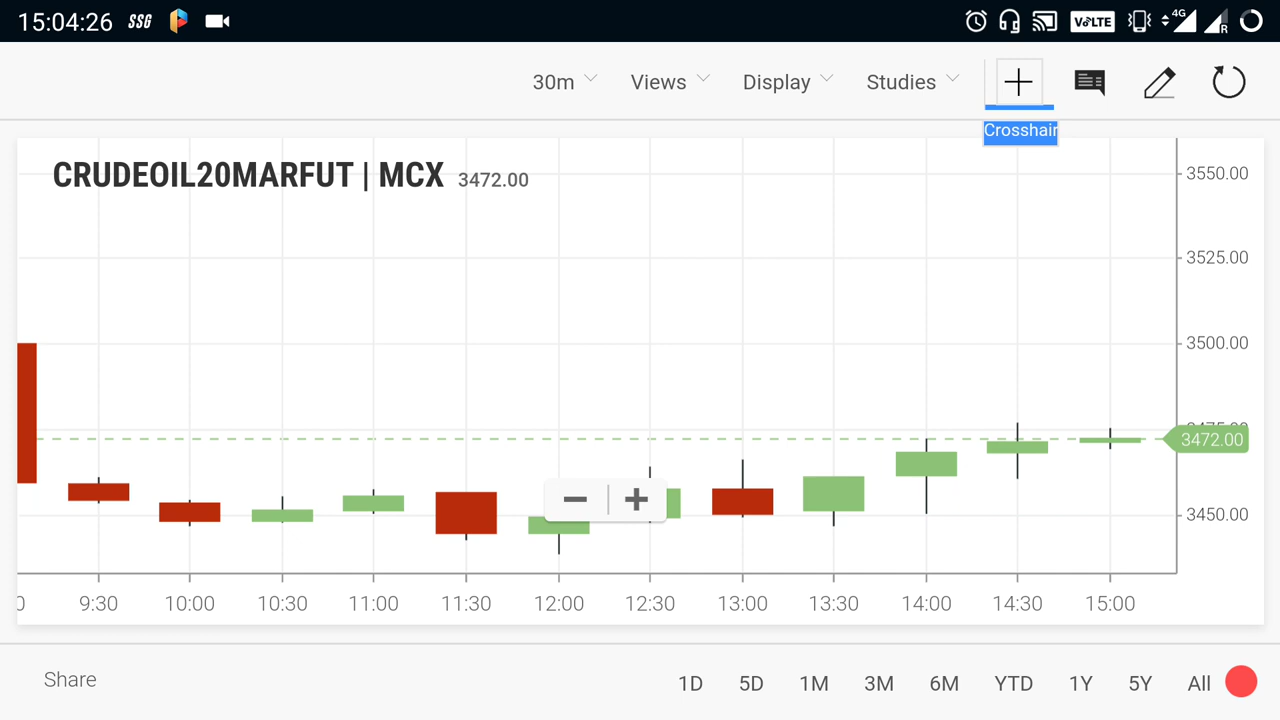 15:04:26 SSG VoLTE 4G R
30m Views Display Studies
Crosshair
CRUDEOIL20MARFUT | MCX 3472.00
3550.00
3525.00
3500.00
3472.00
3450.00
0 9:30 10:00 10:30 11:00 11:30 12:00 12:30 13:00 13:30 14:00 14:30 15:00
Share 1D 5D 1M 3M 6M YTD 1Y 5Y All